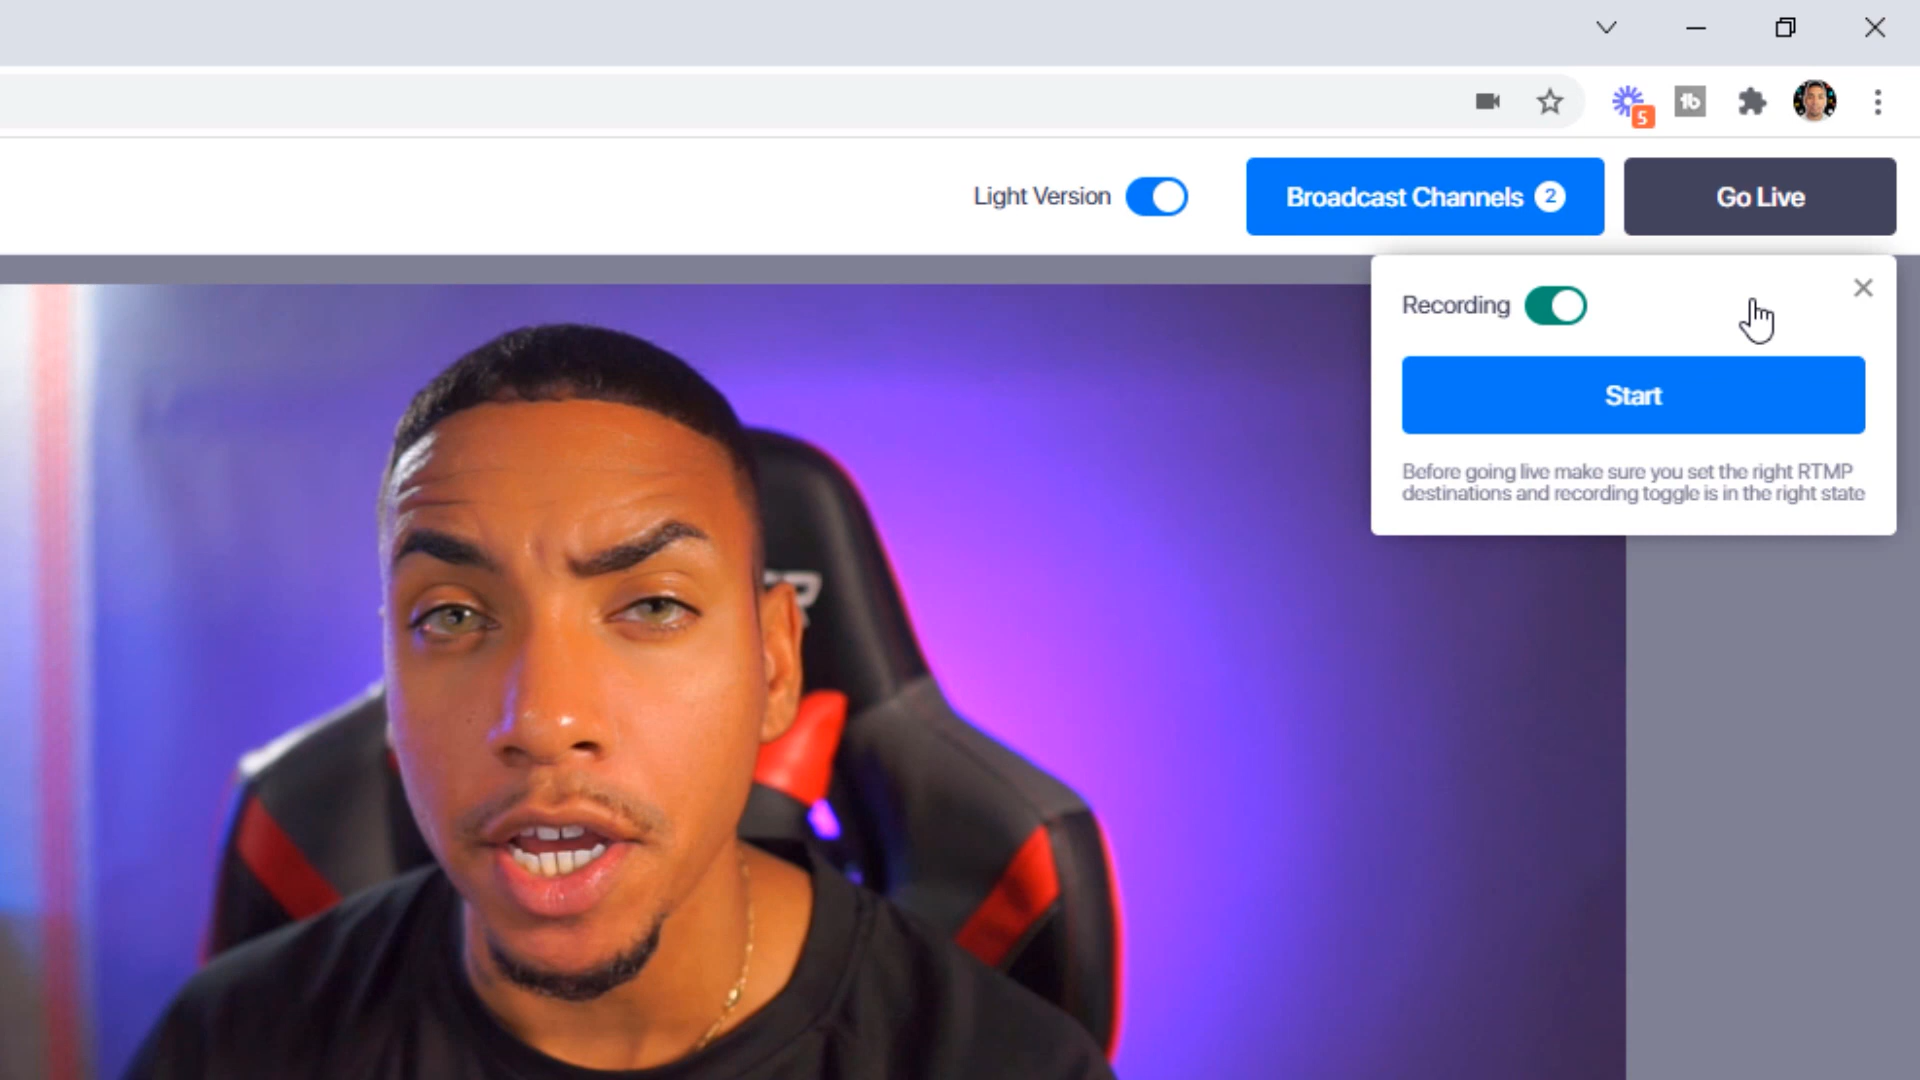 5
Light Version
Broadcast Channels 2
Go Live
Recording
Start
Before going live make sure you set the right RTMP
destinations and recording toggle is in the right state